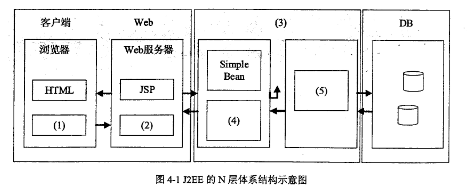 客户端
Web
(3)
DB
浏览器
Web服务器
Simple
Bean
HTML
JSP
(5)
(1)
(2)
(4)
图 4-1 J2EE 的 N 层体系结构示意图